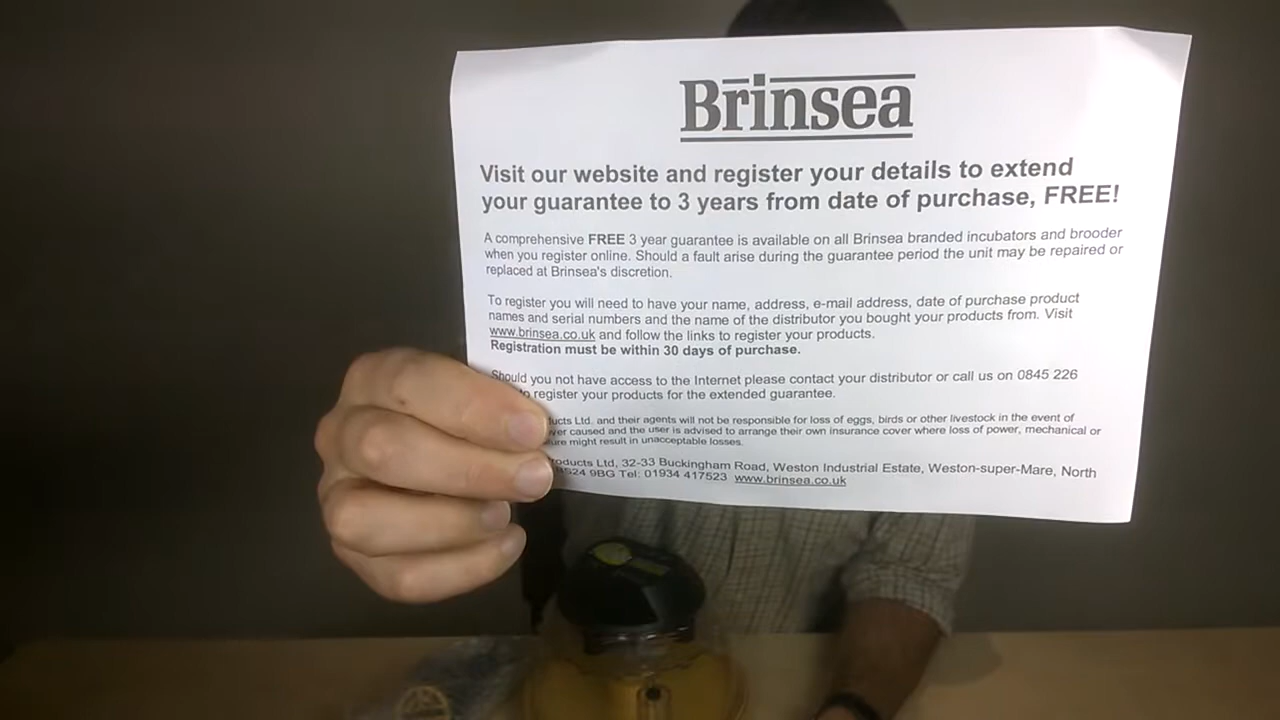 Brinsea
Visit our website and register your details to extend
your guarantee to 3 years from date of purchase, FREE!
A comprehensive FREE 3 year guarantee is available on all Brinsea branded incubators and brooder
when you register online. Should a fault arise during the guarantee period the unit may be repaired or
replaced at Brinsea's discretion.
To register you will need to have your name, address, e-mail address, date of purchase product
names and serial numbers and the name of the distributor you bought your products from. Visit
www.brinsea.co.uk and follow the links to register your products.
Registration must be within 30 days of purchase.
Should you not have access to the Internet please contact your distributor or call us on 0845 226
to register your products for the extended guarantee.
Ltd. and their agents will not be responsible for loss of eggs, birds or other livestock in the event of
caused and the user is advised to arrange their own insurance cover where loss of power, mechanical or
might result in unacceptable losses.
Products Ltd, 32-33 Buckingham Road, Weston Industrial Estate, Weston-super-Mare, North
BS24 9BG Tel: 01934 417523 www.brinsea.co.uk